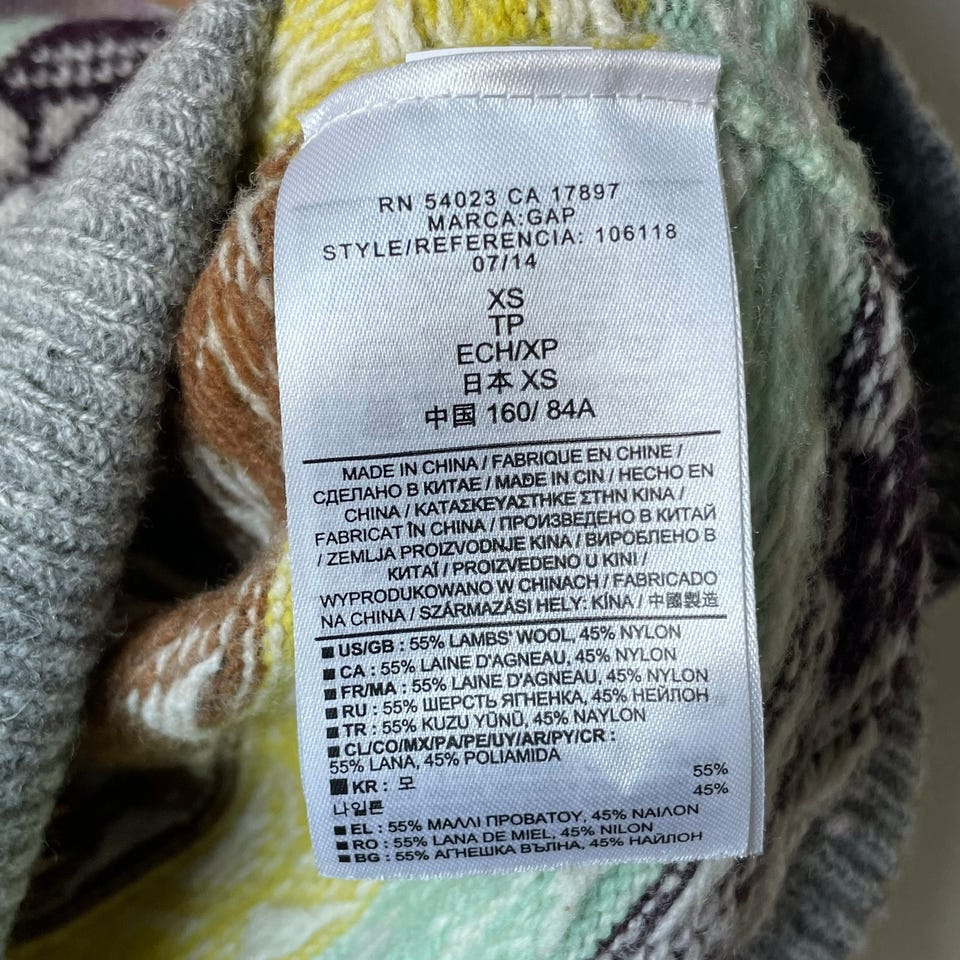 RN 54023 CA 17897
MARCA:GAP
STYLE/REFERENCIA: 106118
07/14
XS
TP
ECH/XP
日本 XS
中国 160/ 84A
MADE IN CHINA / FABRIQUE EN CHINE /
СДЕЛАНО В КИТАЕ / MADE IN CIN / HECHO EN
CHINA / ΚΑΤΑΣΚΕΥΑΣΤΗΚΕ ΣΤΗΝ ΚΙΝΑ /
FABRICAT ÎN CHINA / ПРОИЗВЕДЕНО В КИТАЙ
/ ZEMLJA PROIZVODNJE KINA / ВИРОБЛЕНО В
КИТАЇ / PROIZVEDENO U KINI /
WYPRODUKOWANO W CHINACH / FABRICADO
NA CHINA / SZÁRMAZÁSI HELY: KÍNA / 中國製造
■ US/GB : 55% LAMBS' WOOL, 45% NYLON
■ CA : 55% LAINE D'AGNEAU, 45% NYLON
■ FR/MA : 55% LAINE D'AGNEAU, 45% NYLON
■ RU : 55% ШЕРСТЬ ЯГНЕНКА, 45% НЕЙЛОН
■ TR : 55% KUZU YÜNÜ, 45% NAYLON
■ CL/CO/MX/PA/PE/UY/AR/PY/CR :
55% LANA, 45% POLIAMIDA
■ KR : 모 55%
나일론 45%
■ EL : 55% ΜΑΛΛΙ ΠΡΟΒΑΤΟΥ, 45% ΝΑΙΛΟΝ
■ RO : 55% LANA DE MIEL, 45% NILON
■ BG : 55% АГНЕШКА ВЪЛНА, 45% НАЙЛОН